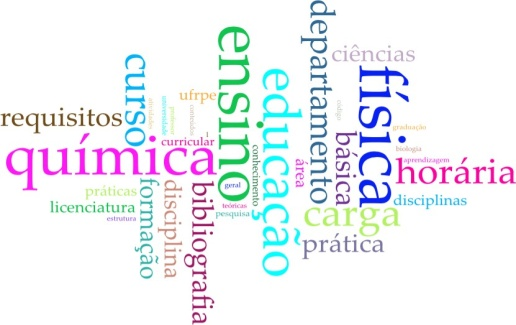 ensino
departamento
ciências
educação
física
curso
ufrpe
requisitos
química
curricular
conhecimento
área
básica
graduação
biologia
aprendizagem
horária
práticas
licenciatura
estrutura
formação
disciplina
bibliografia
geral
teóricas
pesquisa
carga
prática
disciplinas
código